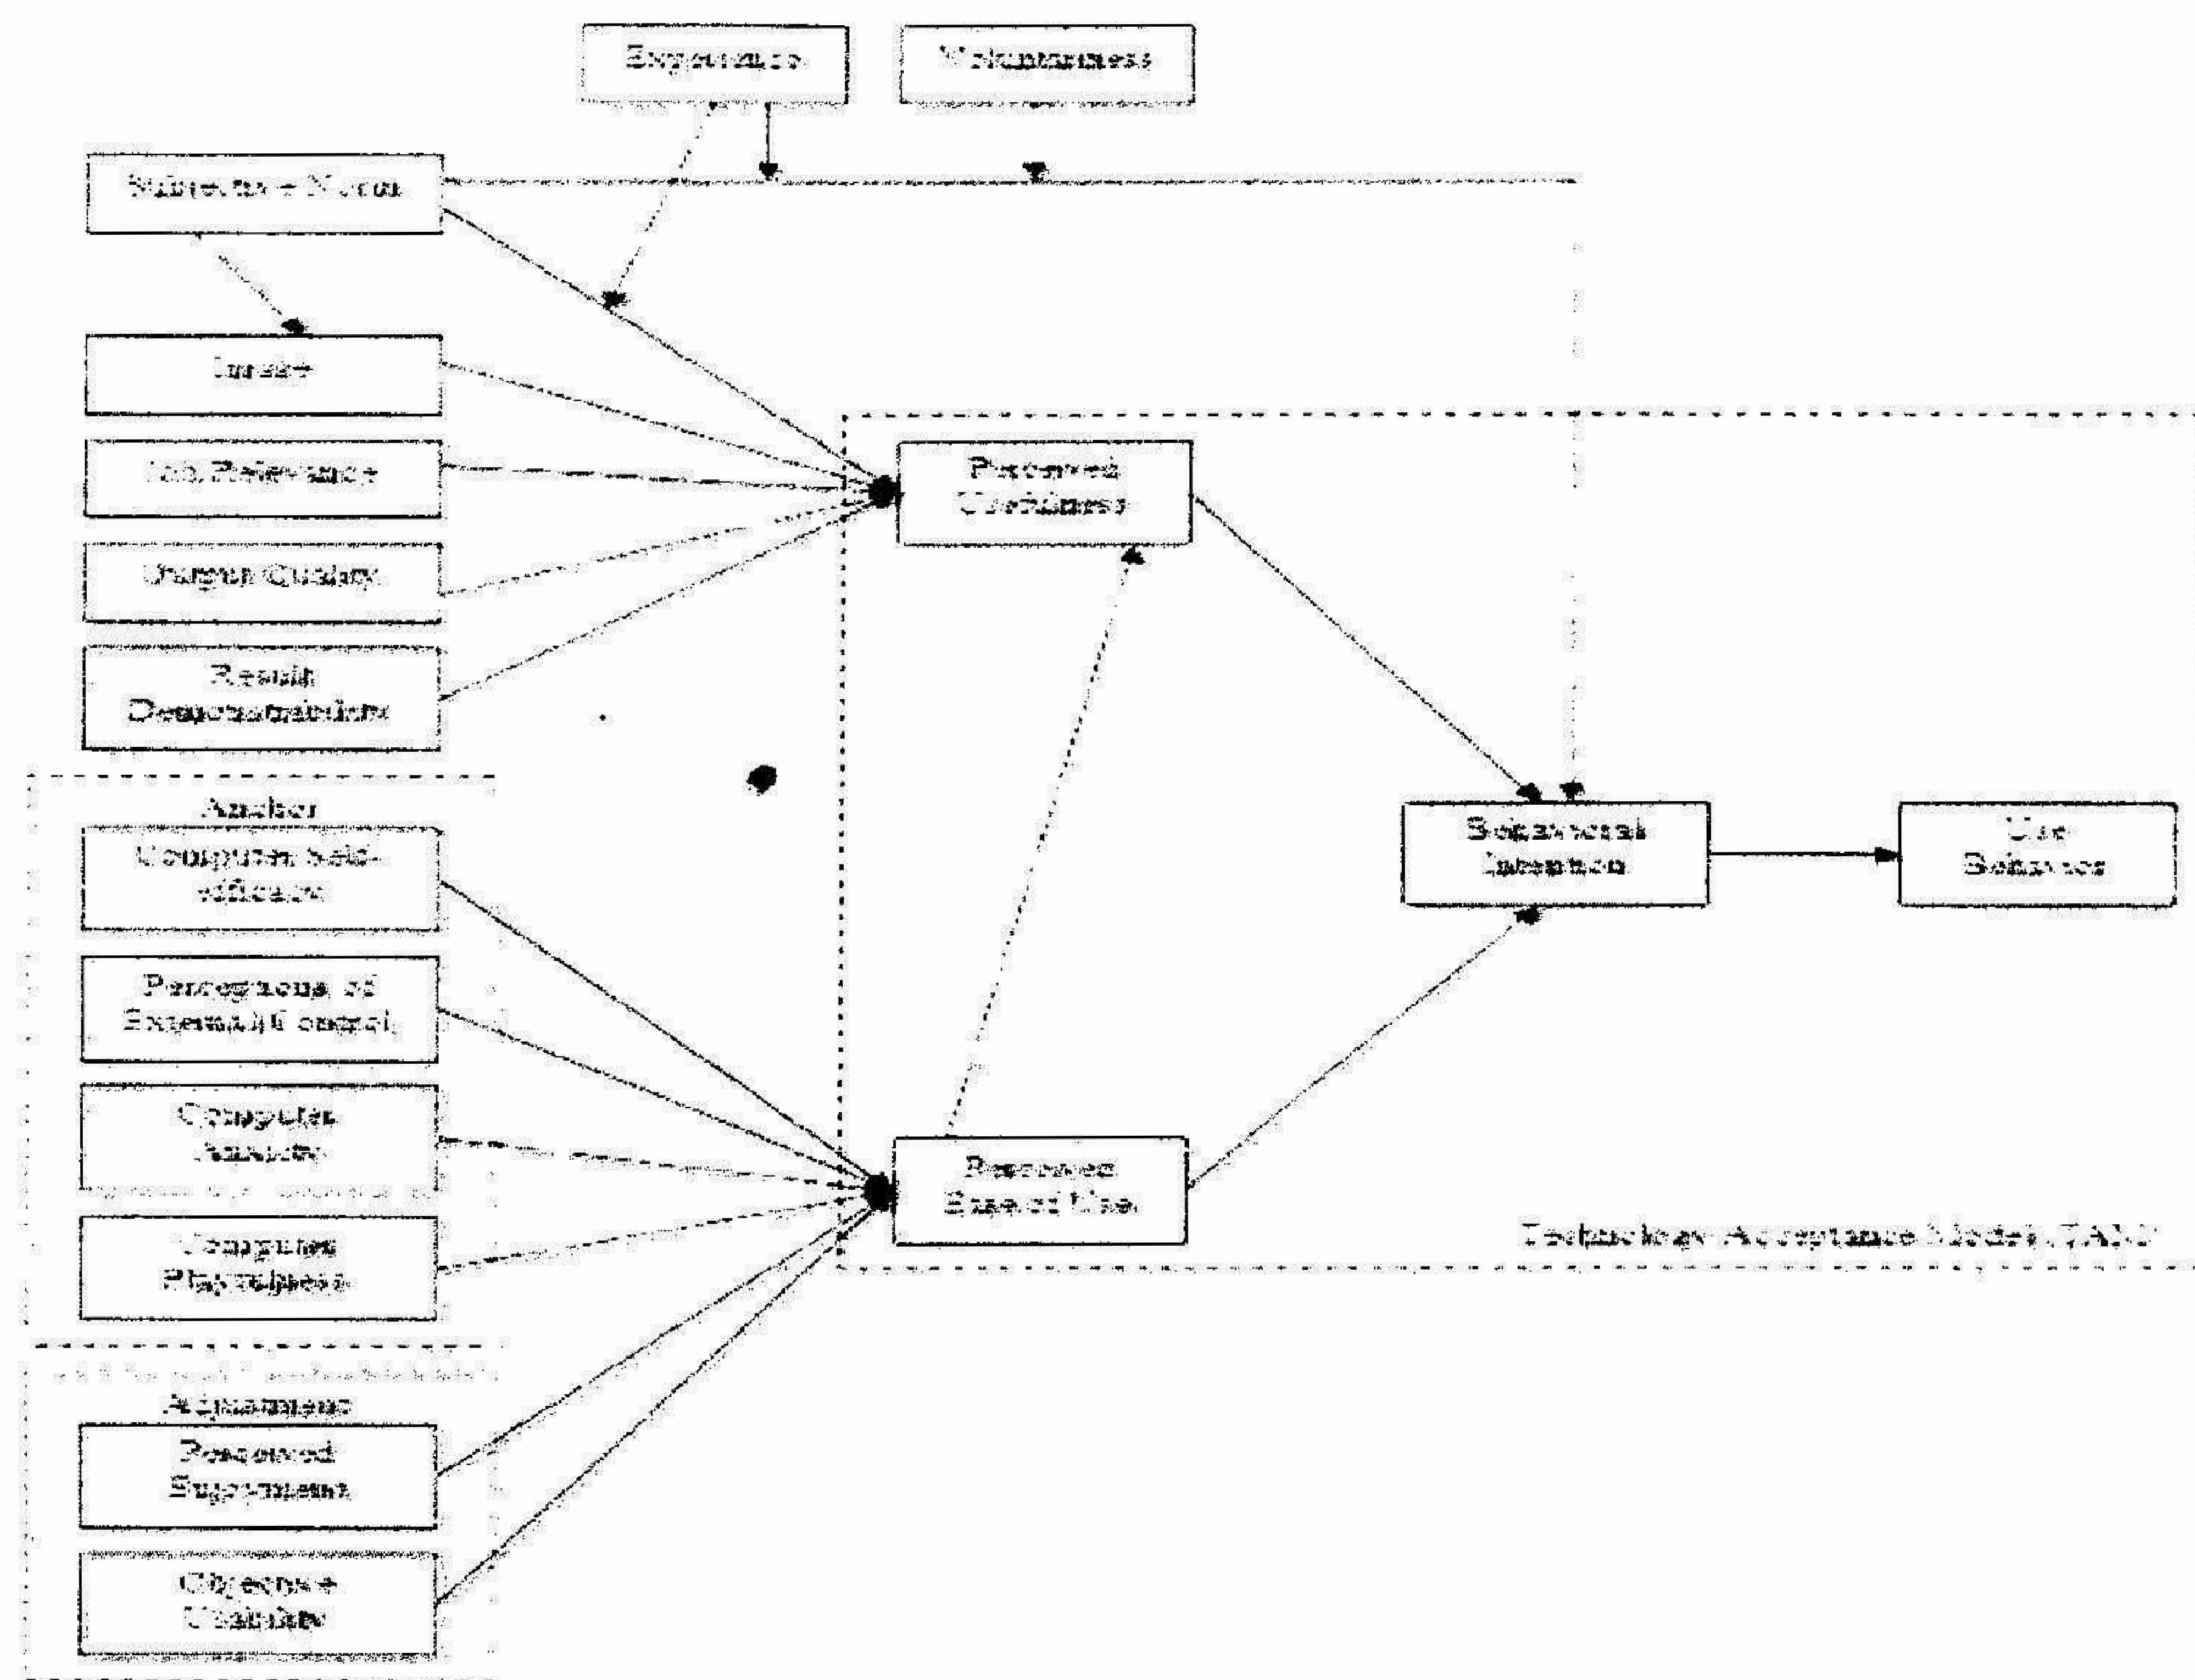 Experience
Voluntariness
Subjective Norm
Image
Job Relevance
Output Quality
Result
Demonstrability
Perceived
Usefulness
Anchor
Computer Self-
efficacy
Perceptions of
External Control
Computer
Anxiety
Computer
Playfulness
Behavioral
Intention
Use
Behavior
Perceived
Ease of Use
Technology Acceptance Model (TAM)
Adjustment
Perceived
Enjoyment
Objective
Usability